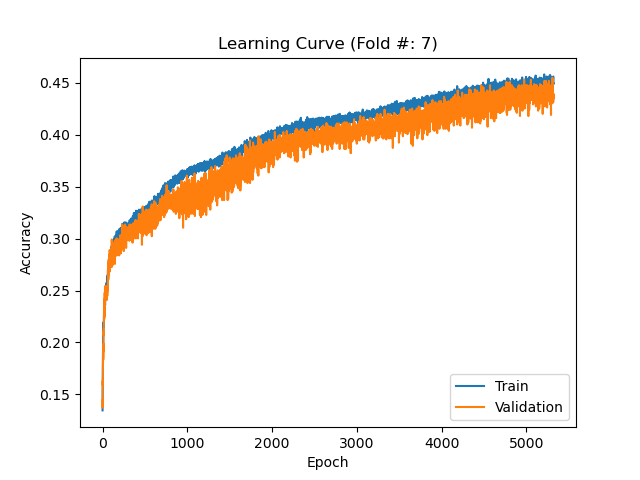 Learning Curve (Fold #: 7)
Accuracy
0.45
0.40
0.35
0.30
0.25
0.20
0.15
0 1000 2000 3000 4000 5000
Epoch
Train
Validation